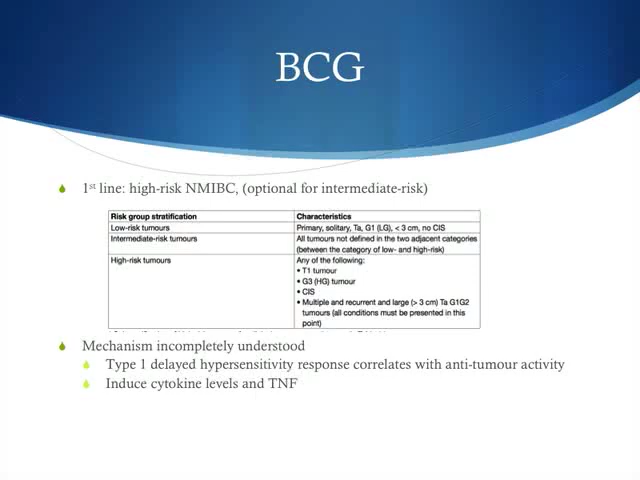 BCG
1st line: high-risk NMIBC, (optional for intermediate-risk)
Risk group stratification Characteristics
Low-risk tumours Primary, solitary, Ta, G1 (LG), < 3 cm, no CIS
Intermediate-risk tumours All tumours not defined in the two adjacent categories
(between the category of low- and high-risk)
High-risk tumours Any of the following:
• T1 tumour
• G3 (HG) tumour
• CIS
• Multiple and recurrent and large (> 3 cm) Ta G1G2
tumours (all conditions must be presented in this
point)
Mechanism incompletely understood
Type 1 delayed hypersensitivity response correlates with anti-tumour activity
Induce cytokine levels and TNF